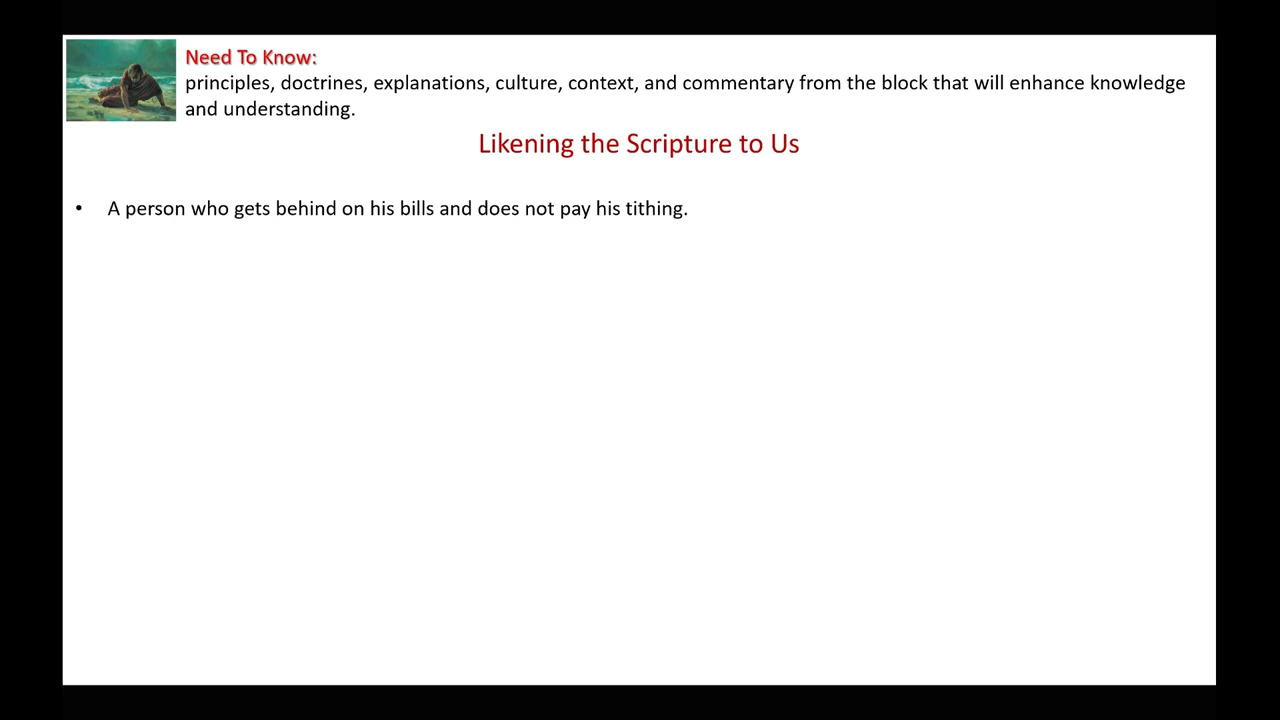 Need To Know:
principles, doctrines, explanations, culture, context, and commentary from the block that will enhance knowledge
and understanding.
Likening the Scripture to Us
• A person who gets behind on his bills and does not pay his tithing.